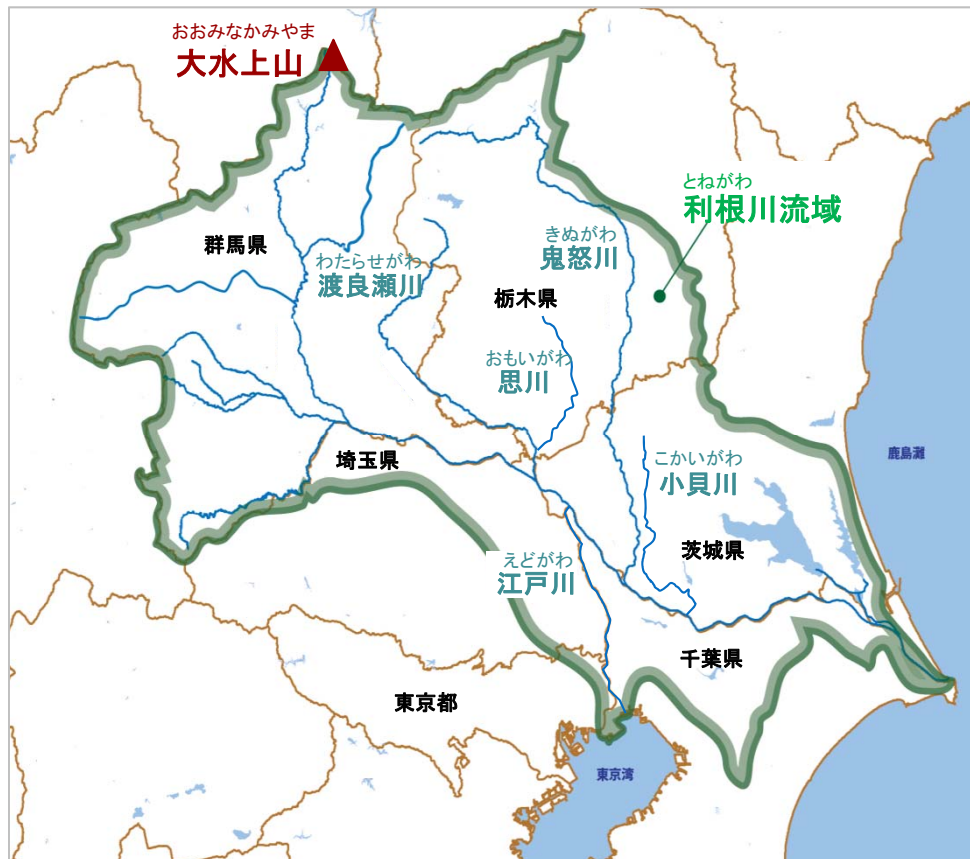 おおみなかみやま
大水上山
とねがわ
利根川流域
群馬県
きぬがわ
鬼怒川
わたらせがわ
渡良瀬川
栃木県
おもいがわ
思川
埼玉県
こかいがわ
小貝川
鹿島灘
茨城県
えどがわ
江戸川
千葉県
東京都
東京湾